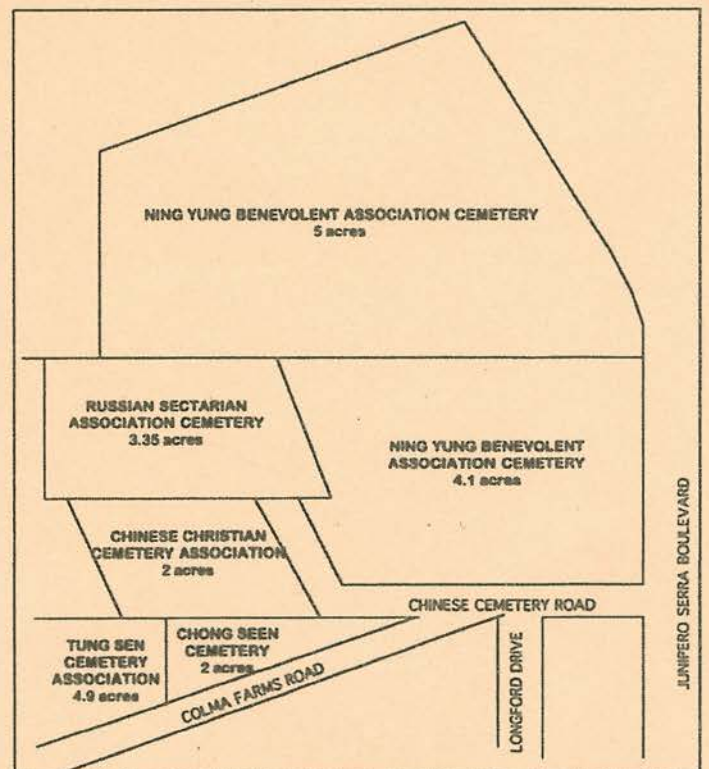 NING YUNG BENEVOLENT ASSOCIATION CEMETERY
5 acres
RUSSIAN SECTARIAN
ASSOCIATION CEMETERY
3.35 acres
NING YUNG BENEVOLENT
ASSOCIATION CEMETERY
4.1 acres
CHINESE CHRISTIAN
CEMETERY ASSOCIATION
2 acres
CHINESE CEMETERY ROAD
TUNG SEN
CEMETERY
ASSOCIATION
4.9 acres
CHONG SEEN
CEMETERY
2 acres
COLMA FARMS ROAD
LONGFORD DRIVE
JUNIPERO SERRA BOULEVARD